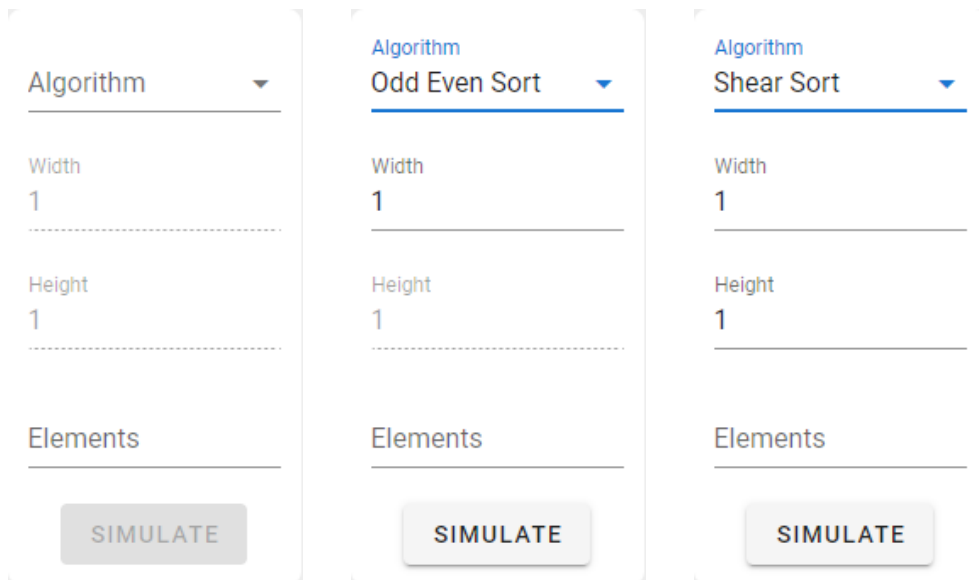 Algorithm
Width
1
Height
1
Elements
SIMULATE
Algorithm
Odd Even Sort
Width
1
Height
1
Elements
SIMULATE
Algorithm
Shear Sort
Width
1
Height
1
Elements
SIMULATE